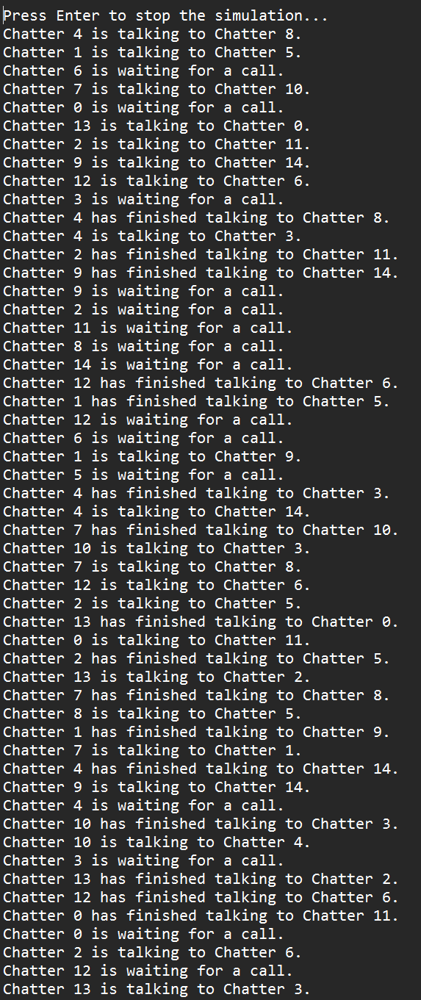 Press Enter to stop the simulation...
Chatter 4 is talking to Chatter 8.
Chatter 1 is talking to Chatter 5.
Chatter 6 is waiting for a call.
Chatter 7 is talking to Chatter 10.
Chatter 0 is waiting for a call.
Chatter 13 is talking to Chatter 0.
Chatter 2 is talking to Chatter 11.
Chatter 9 is talking to Chatter 14.
Chatter 12 is talking to Chatter 6.
Chatter 3 is waiting for a call.
Chatter 4 has finished talking to Chatter 8.
Chatter 4 is talking to Chatter 3.
Chatter 2 has finished talking to Chatter 11.
Chatter 9 has finished talking to Chatter 14.
Chatter 9 is waiting for a call.
Chatter 2 is waiting for a call.
Chatter 11 is waiting for a call.
Chatter 8 is waiting for a call.
Chatter 14 is waiting for a call.
Chatter 12 has finished talking to Chatter 6.
Chatter 1 has finished talking to Chatter 5.
Chatter 12 is waiting for a call.
Chatter 6 is waiting for a call.
Chatter 1 is talking to Chatter 9.
Chatter 5 is waiting for a call.
Chatter 4 has finished talking to Chatter 3.
Chatter 4 is talking to Chatter 14.
Chatter 7 has finished talking to Chatter 10.
Chatter 10 is talking to Chatter 3.
Chatter 7 is talking to Chatter 8.
Chatter 12 is talking to Chatter 6.
Chatter 2 is talking to Chatter 5.
Chatter 13 has finished talking to Chatter 0.
Chatter 0 is talking to Chatter 11.
Chatter 2 has finished talking to Chatter 5.
Chatter 13 is talking to Chatter 2.
Chatter 7 has finished talking to Chatter 8.
Chatter 8 is talking to Chatter 5.
Chatter 1 has finished talking to Chatter 9.
Chatter 7 is talking to Chatter 1.
Chatter 4 has finished talking to Chatter 14.
Chatter 9 is talking to Chatter 14.
Chatter 4 is waiting for a call.
Chatter 10 has finished talking to Chatter 3.
Chatter 10 is talking to Chatter 4.
Chatter 3 is waiting for a call.
Chatter 13 has finished talking to Chatter 2.
Chatter 12 has finished talking to Chatter 6.
Chatter 0 has finished talking to Chatter 11.
Chatter 0 is waiting for a call.
Chatter 2 is talking to Chatter 6.
Chatter 12 is waiting for a call.
Chatter 13 is talking to Chatter 3.